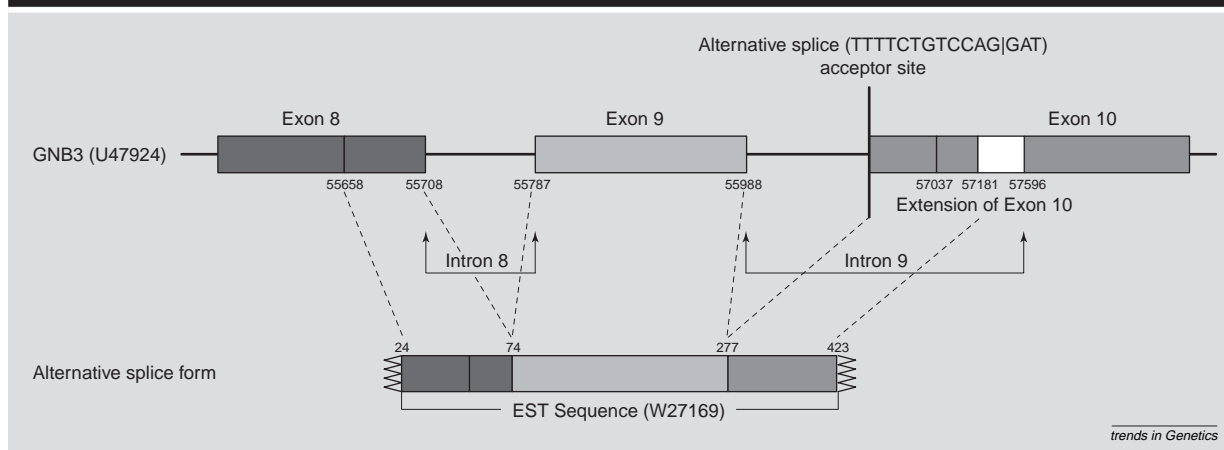 Alternative splice (TTTTCTGTCCAG|GAT)
acceptor site
Exon 8
Exon 9
Exon 10
GNB3 (U47924)
55658
55708
55787
55988
57037
57181
57596
Extension of Exon 10
Intron 8
Intron 9
24
74
277
423
Alternative splice form
EST Sequence (W27169)
trends in Genetics